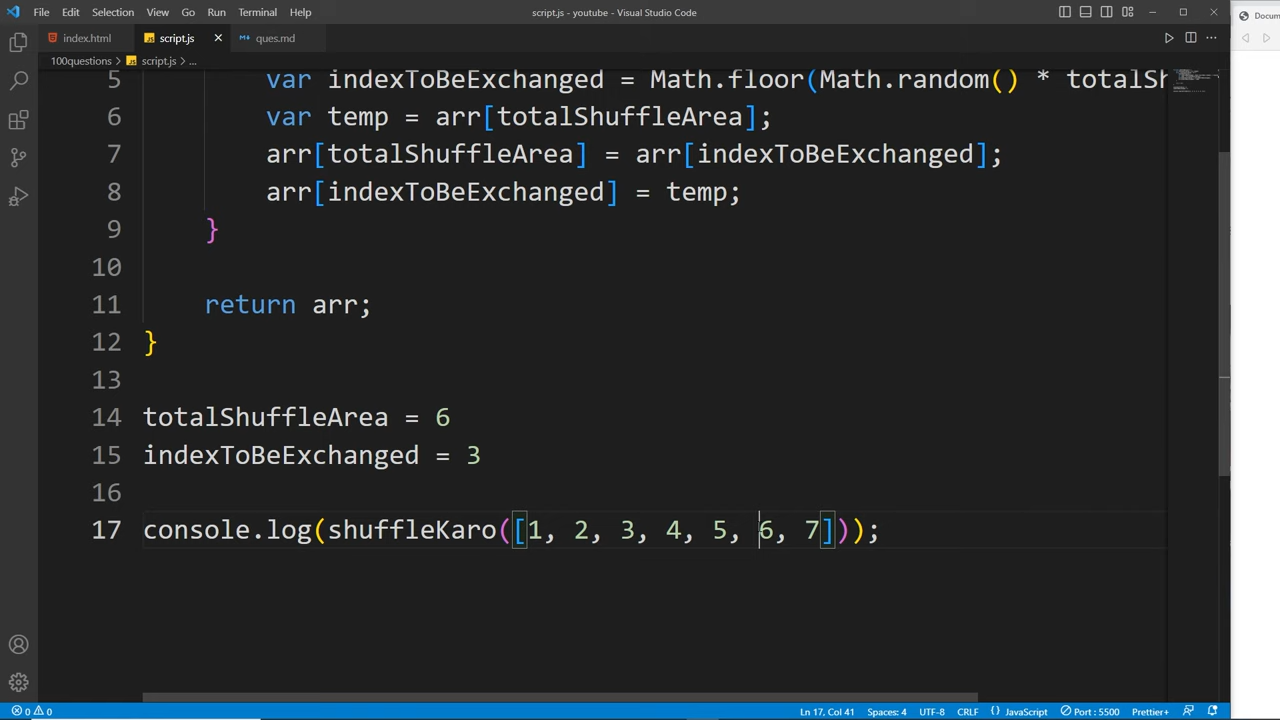 File Edit Selection View Go Run Terminal Help
script.js - youtube - Visual Studio Code
Docum
index.html
script.js
ques.md
100questions > script.js > ...
5 var indexToBeExchanged = Math.floor(Math.random() * totalSh
6 var temp = arr[totalShuffleArea];
7 arr[totalShuffleArea] = arr[indexToBeExchanged];
8 arr[indexToBeExchanged] = temp;
9 }
10
11 return arr;
12 }
13
14 totalShuffleArea = 6
15 indexToBeExchanged = 3
16
17 console.log(shuffleKaro([1, 2, 3, 4, 5, 6, 7]));
0 0
Ln 17, Col 41 Spaces: 4 UTF-8 CRLF {} JavaScript Port : 5500 Prettier+